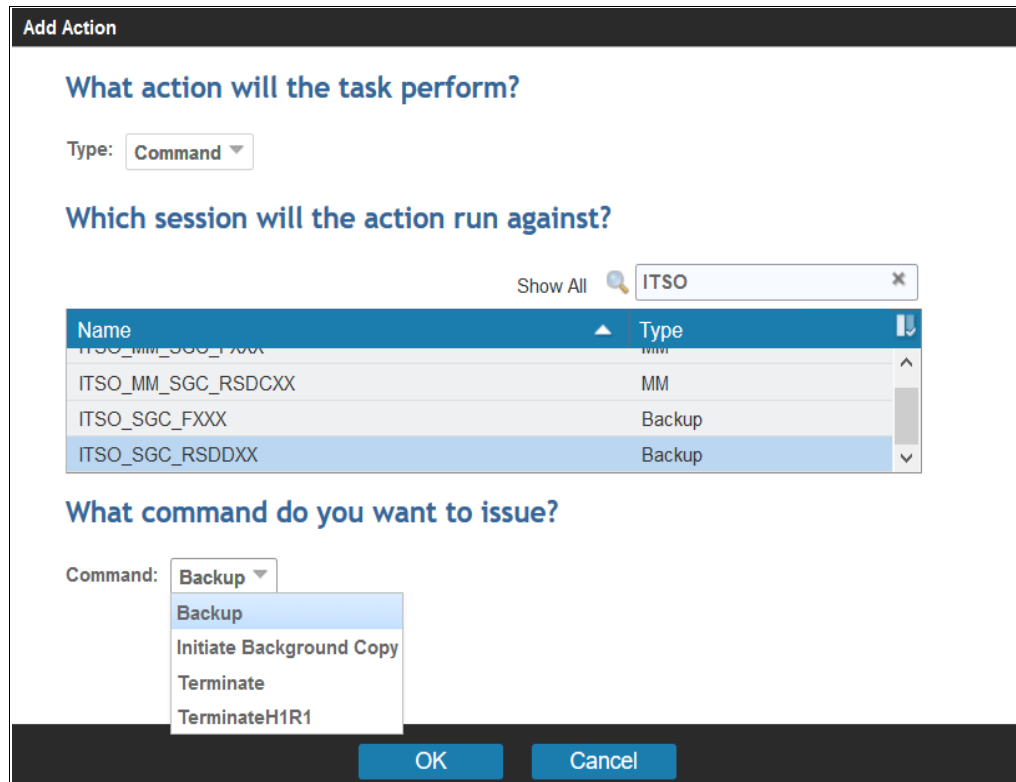 Add Action
What action will the task perform?
Type: Command
Which session will the action run against?
Show All ITSO
Name Type
ITSO_MM_SGC_FXXX MM
ITSO_MM_SGC_RSDCXX MM
ITSO_SGC_FXXX Backup
ITSO_SGC_RSDDXX Backup
What command do you want to issue?
Command: Backup
Backup
Initiate Background Copy
Terminate
TerminateH1R1
OK Cancel